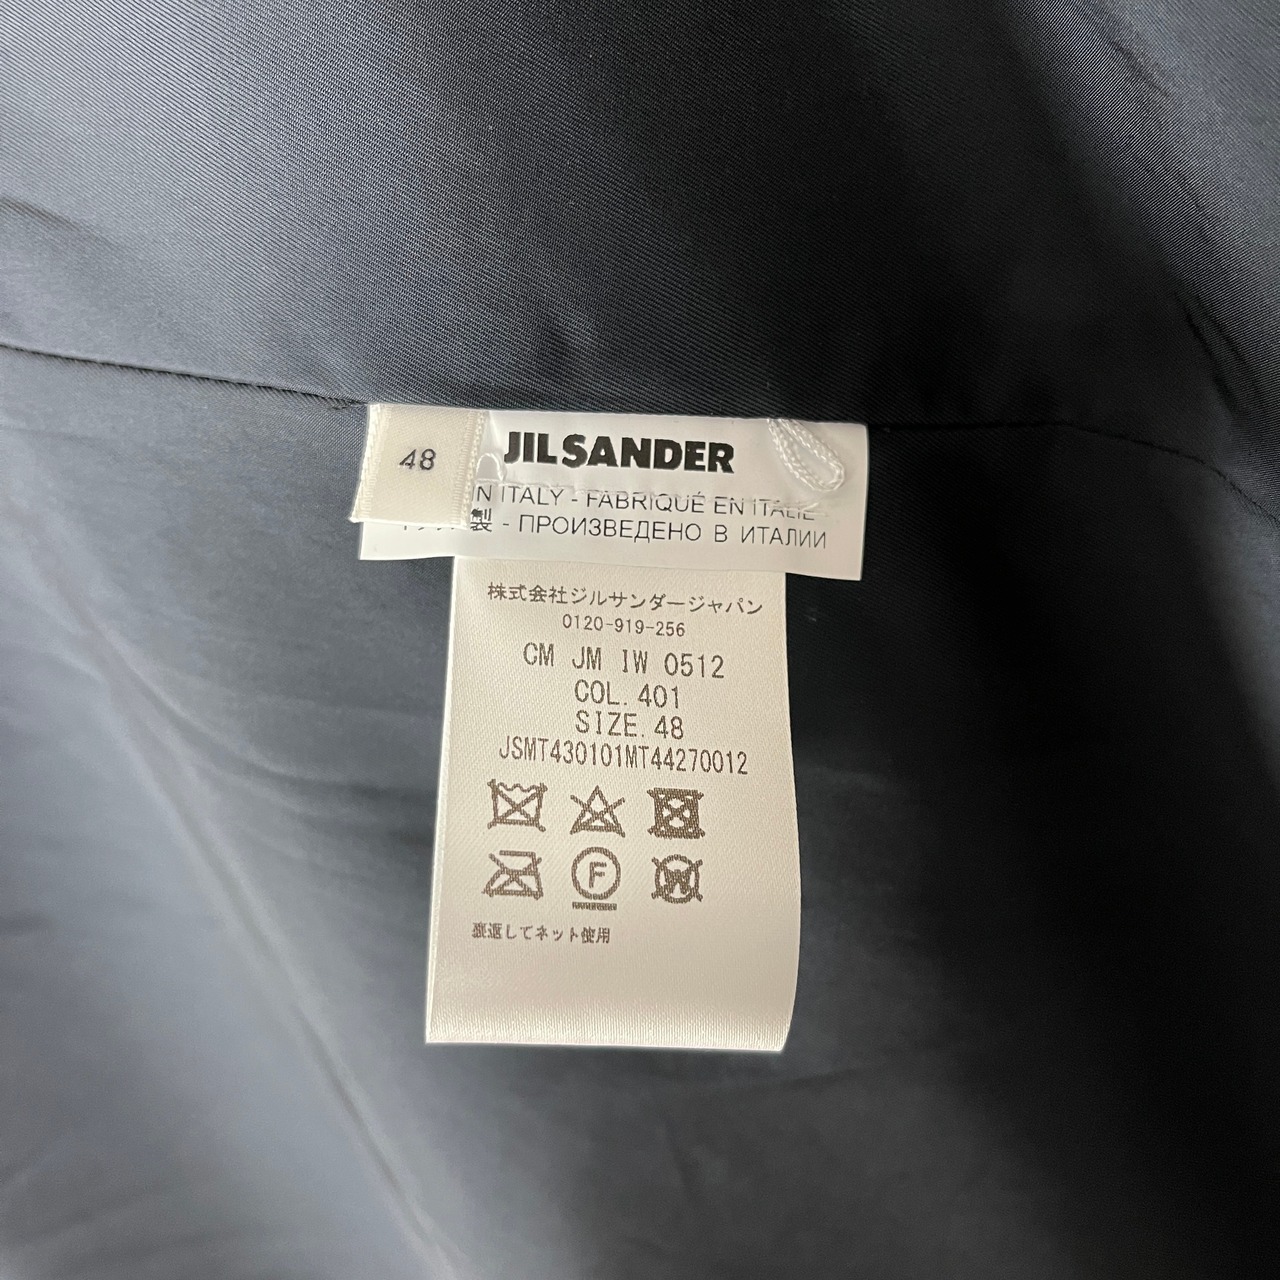 48
JIL SANDER
IN ITALY - FABRIQUÉ EN ITALIE
製 - ПРОИЗВЕДЕНО В ИТАЛИИ
株式会社ジルサンダージャパン
0120-919-256
CM JM IW 0512
COL. 401
SIZE. 48
JSMT430101MT44270012
F
W
裏返してネット使用